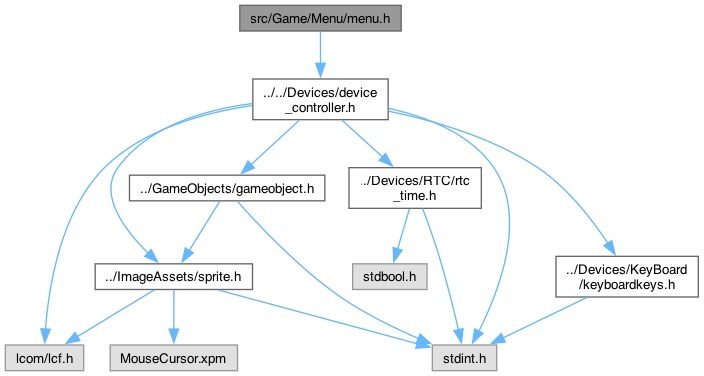 src/Game/Menu/menu.h
../../Devices/device
_controller.h
../GameObjects/gameobject.h
../Devices/RTC/rtc
_time.h
../ImageAssets/sprite.h
stdbool.h
../Devices/KeyBoard
/keyboardkeys.h
lcom/lcf.h
MouseCursor.xpm
stdint.h